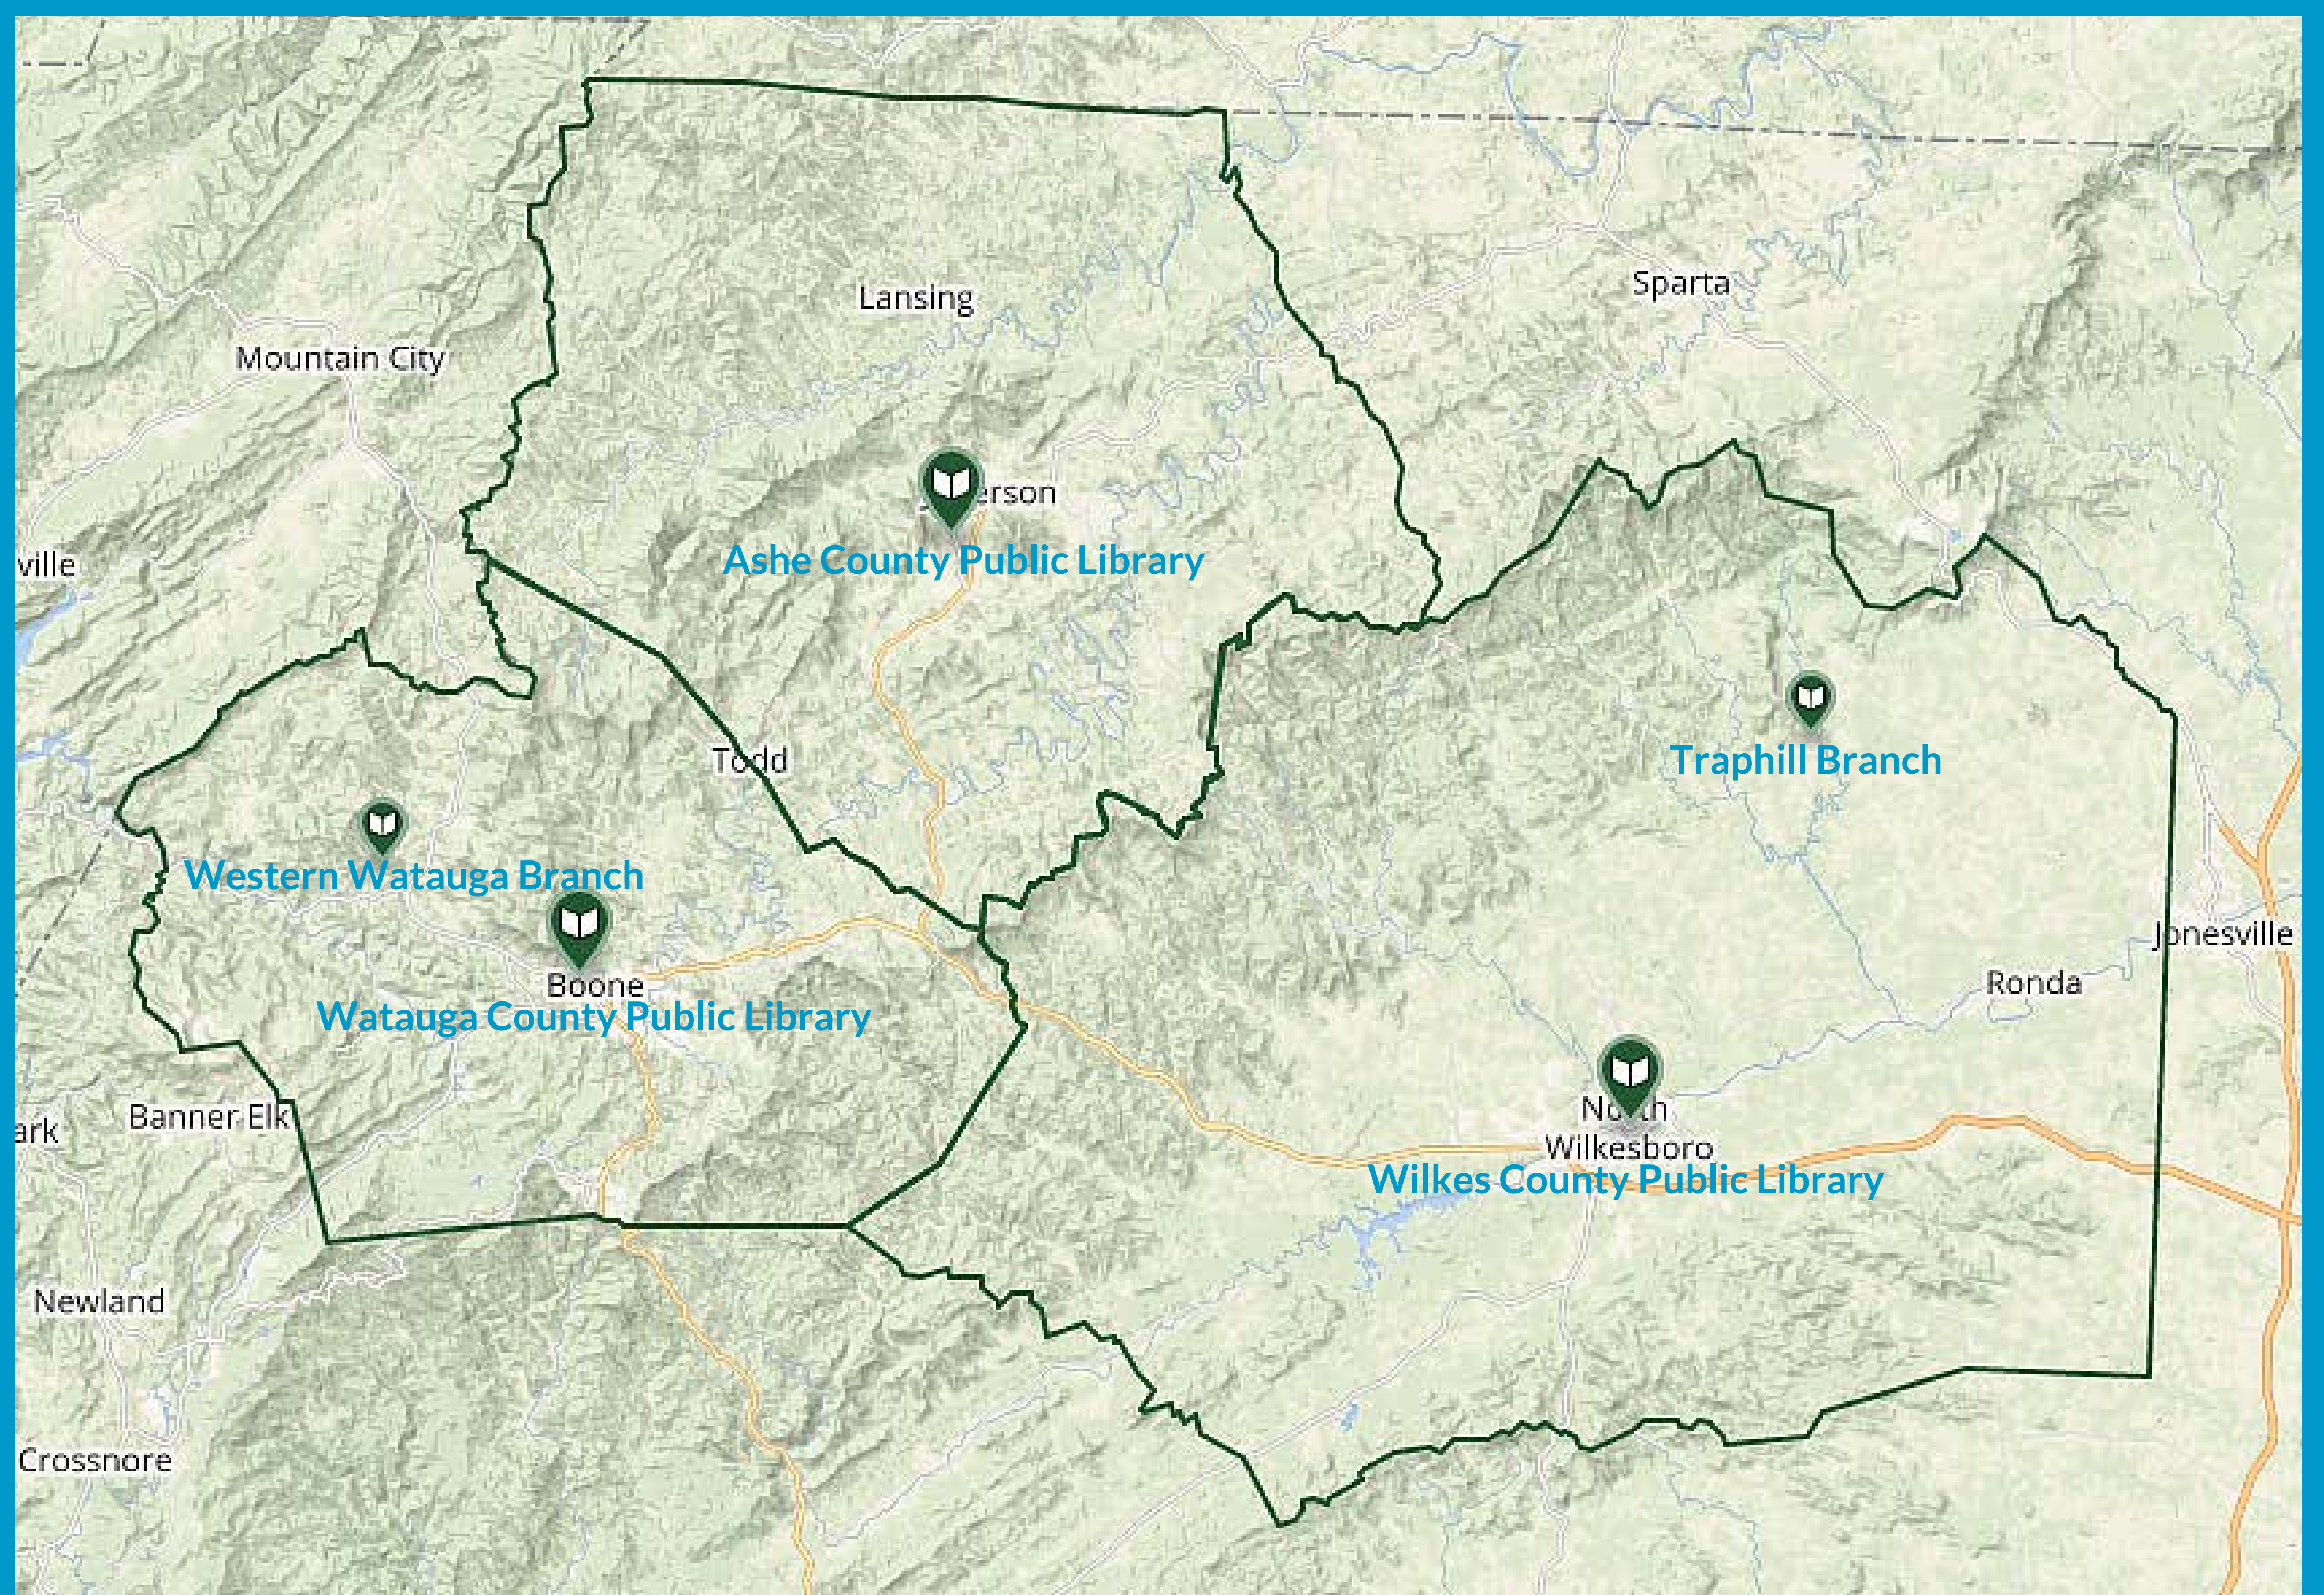 Lansing
Sparta
Mountain City
erson
Ashe County Public Library
ville
Todd
Traphill Branch
Western Watauga Branch
Jonesville
Boone
Ronda
Watauga County Public Library
Banner Elk
ark
North
Wilkesboro
Wilkes County Public Library
Newland
Crossnore